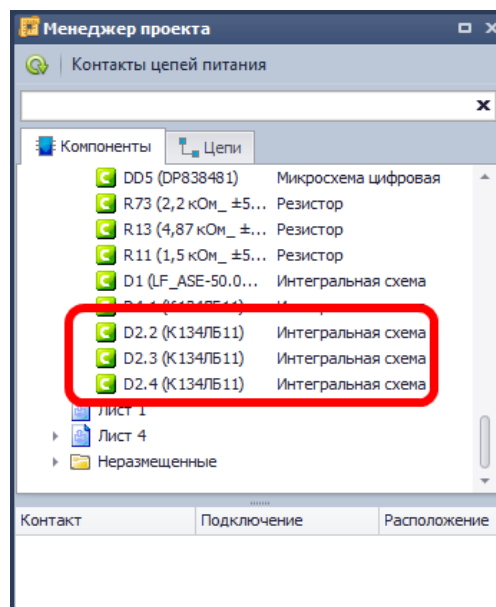 Менеджер проекта
Контакты цепей питания
Компоненты Цепи
DD5 (DP838481) Микросхема цифровая
R73 (2,2 кОм_ ±5... Резистор
R13 (4,87 кОм_ ±... Резистор
R11 (1,5 кОм_ ±5... Резистор
D1 (LF_ASE-50.0... Интегральная схема
D2.2 (К134ЛБ11) Интегральная схема
D2.3 (К134ЛБ11) Интегральная схема
D2.4 (К134ЛБ11) Интегральная схема
Лист 1
Лист 4
Неразмещенные
Контакт Подключение Расположение